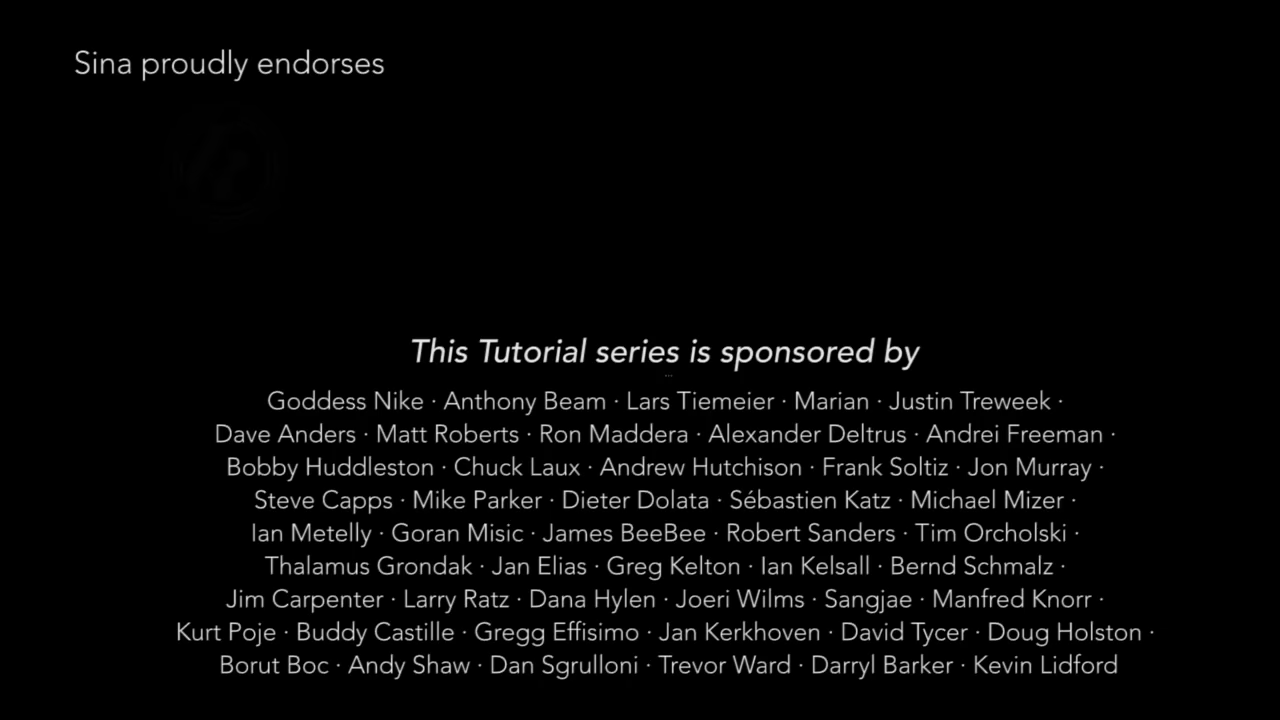 Sina proudly endorses
This Tutorial series is sponsored by
...
Goddess Nike · Anthony Beam · Lars Tiemeier · Marian · Justin Treweek ·
Dave Anders · Matt Roberts · Ron Maddera · Alexander Deltrus · Andrei Freeman ·
Bobby Huddleston · Chuck Laux · Andrew Hutchison · Frank Soltiz · Jon Murray ·
Steve Capps · Mike Parker · Dieter Dolata · Sébastien Katz · Michael Mizer ·
Ian Metelly · Goran Misic · James BeeBee · Robert Sanders · Tim Orcholski ·
Thalamus Grondak · Jan Elias · Greg Kelton · Ian Kelsall · Bernd Schmalz ·
Jim Carpenter · Larry Ratz · Dana Hylen · Joeri Wilms · Sangjae · Manfred Knorr ·
Kurt Poje · Buddy Castille · Gregg Effisimo · Jan Kerkhoven · David Tycer · Doug Holston ·
Borut Boc · Andy Shaw · Dan Sgrulloni · Trevor Ward · Darryl Barker · Kevin Lidford